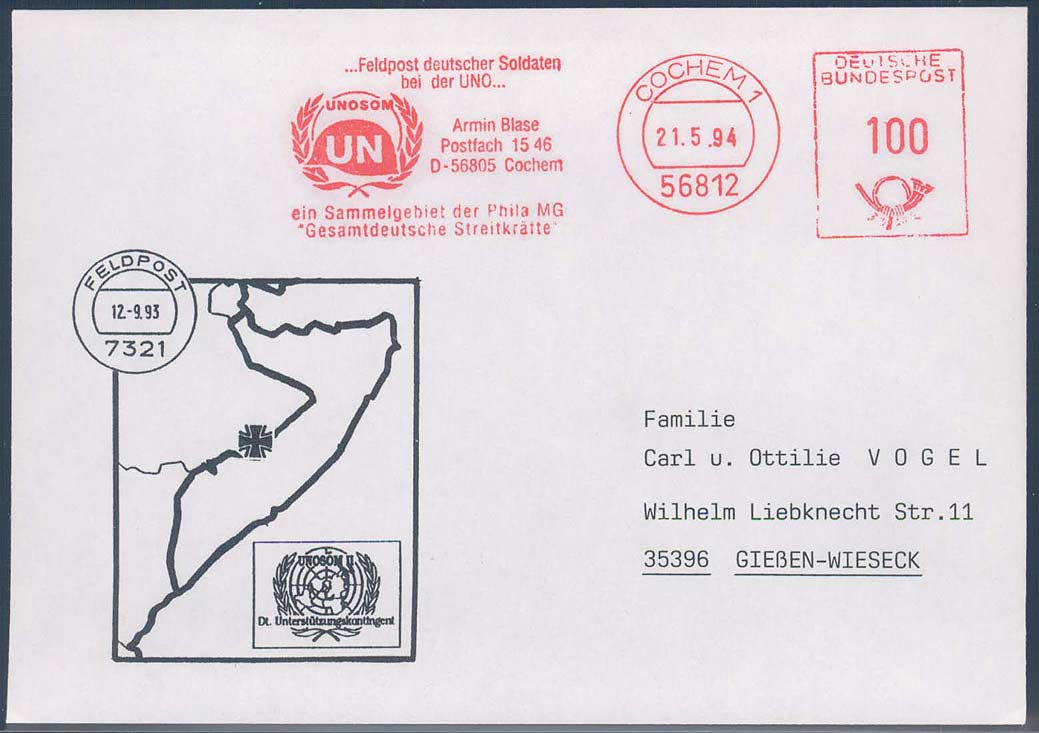 ...Feldpost deutscher Soldaten
bei der UNO...
UNOSOM
UN
Armin Blase
Postfach 15 46
D-56805 Cochem
ein Sammelgebiet der Phila MG
"Gesamtdeutsche Streitkräfte"
COCHEM 1
21.5.94
56812
DEUTSCHE
BUNDESPOST
100
FELDPOST
12.-9.93
7321
UNOSOM II
Dt. Unterstützungskontingent
Familie
Carl u. Ottilie V O G E L
Wilhelm Liebknecht Str.11
35396 GIEßEN-WIESECK